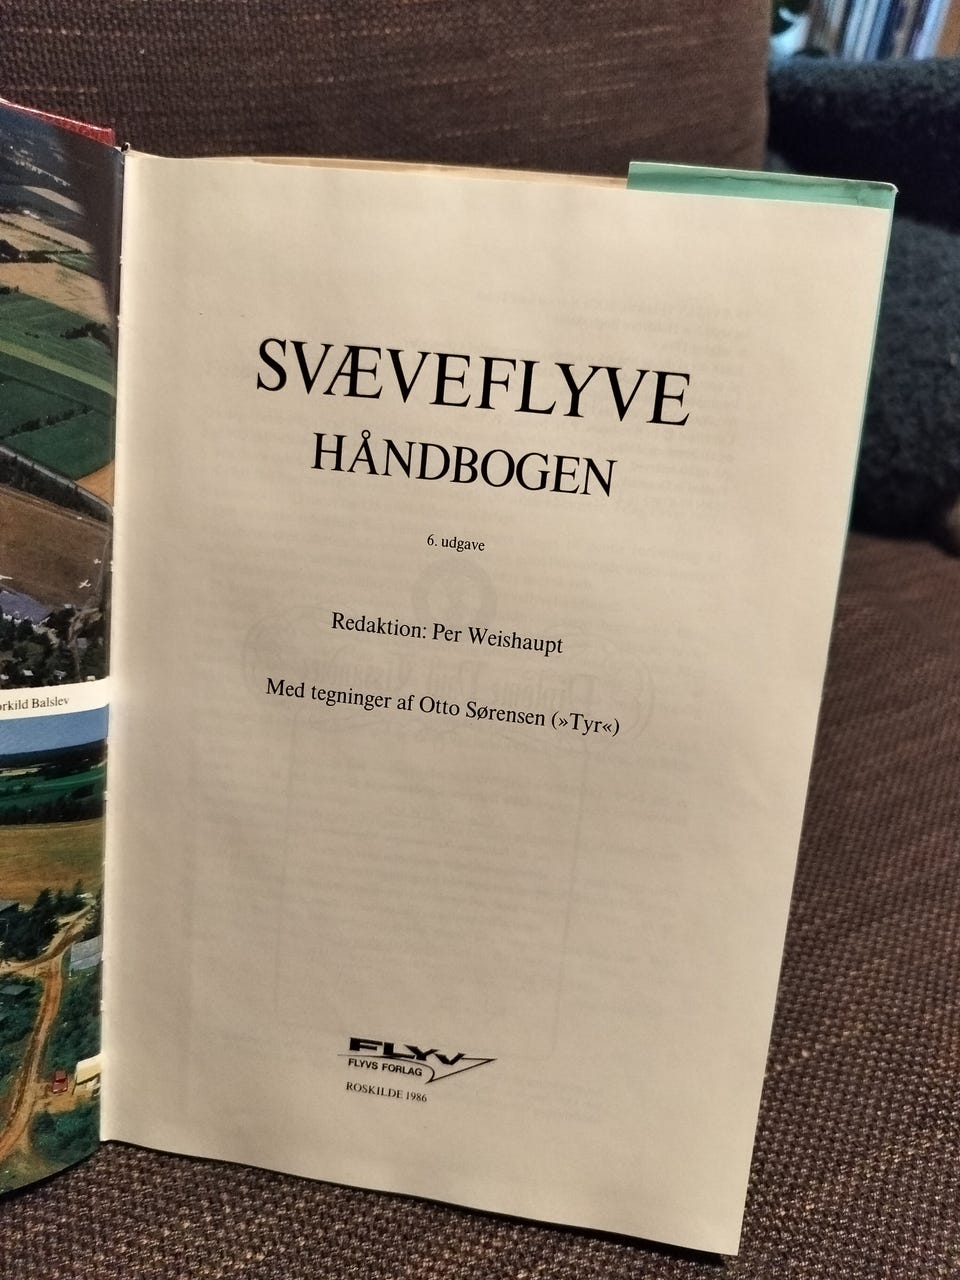 SVÆVEFLYVE
HÅNDBOGEN
6. udgave
Redaktion: Per Weishaupt
Med tegninger af Otto Sørensen (»Tyr«)
FLYV
FLYVS FORLAG
ROSKILDE 1986
Balslev